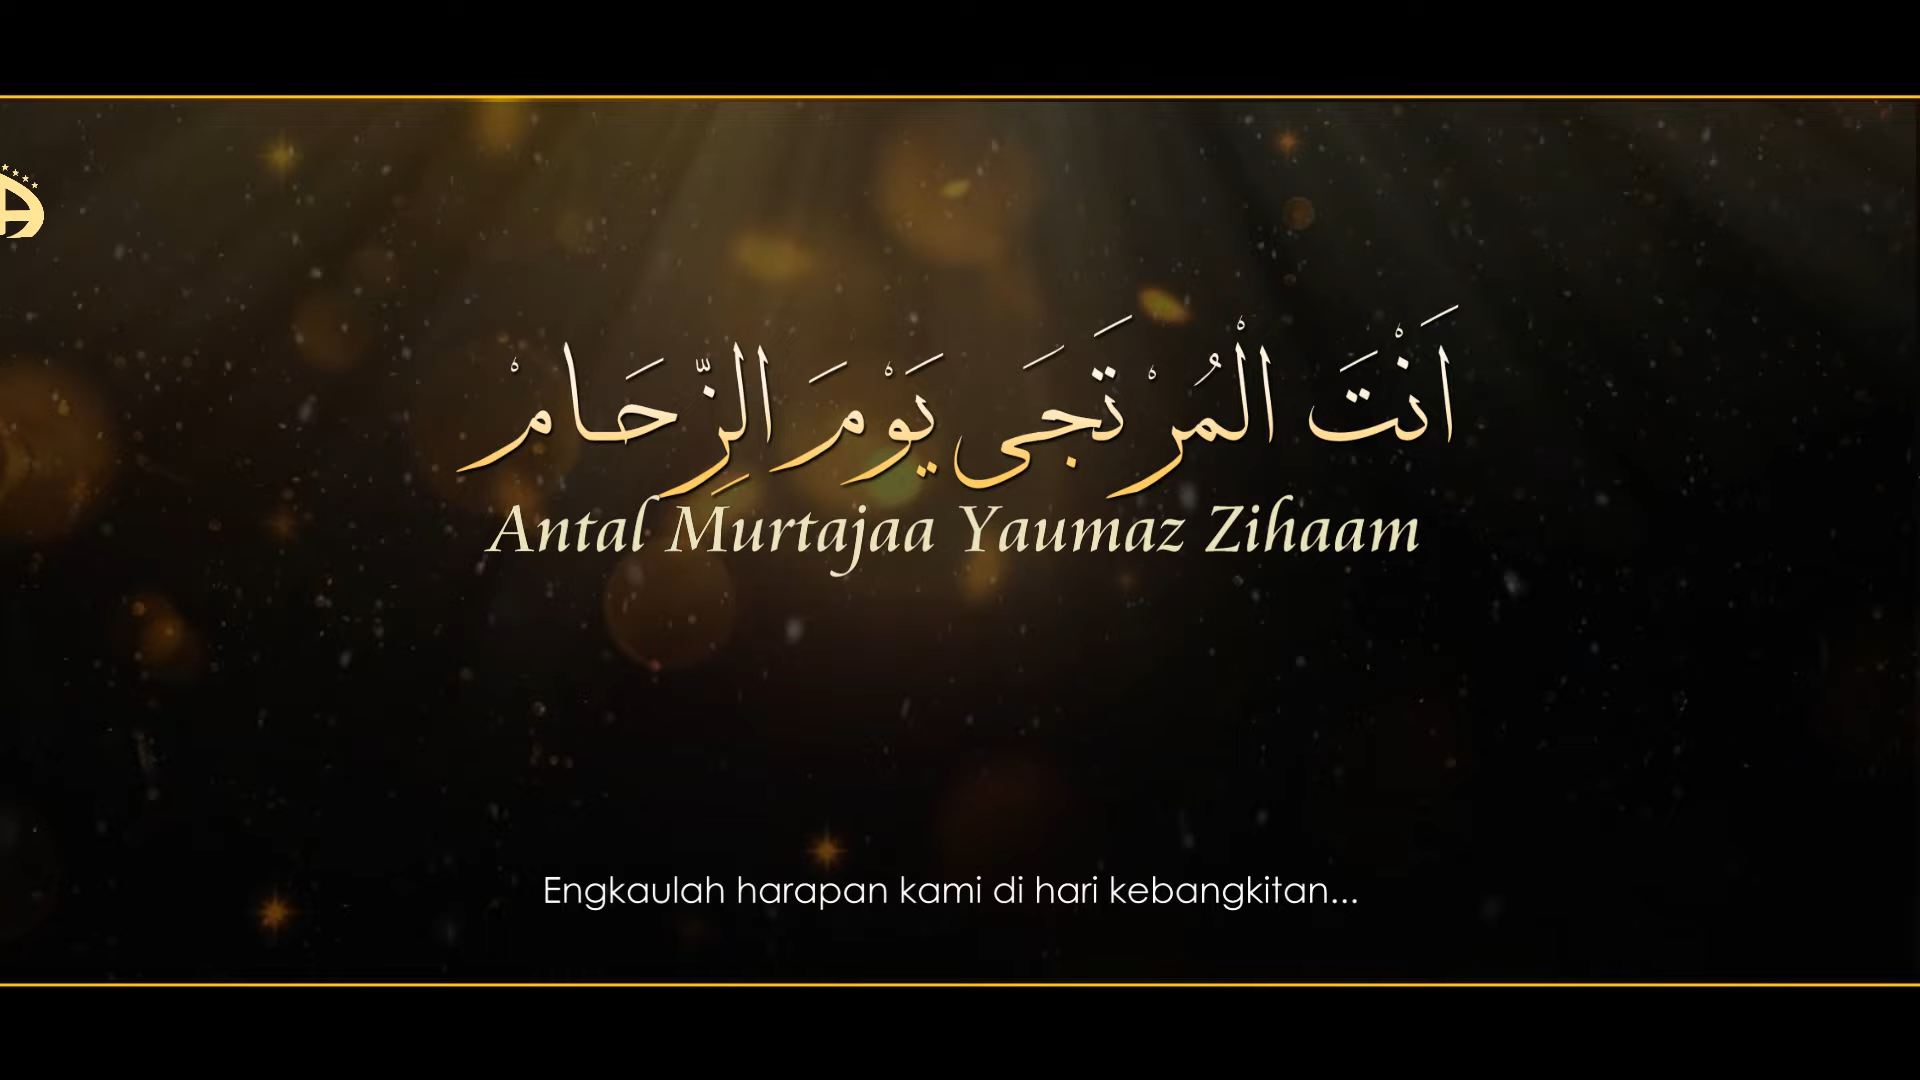 اَنْتَ الْمُرْتَجَى يَوْمَ الزِّحَامْ
Antal Murtajaa Yaumaz Zihaam
Engkaulah harapan kami di hari kebangkitan...